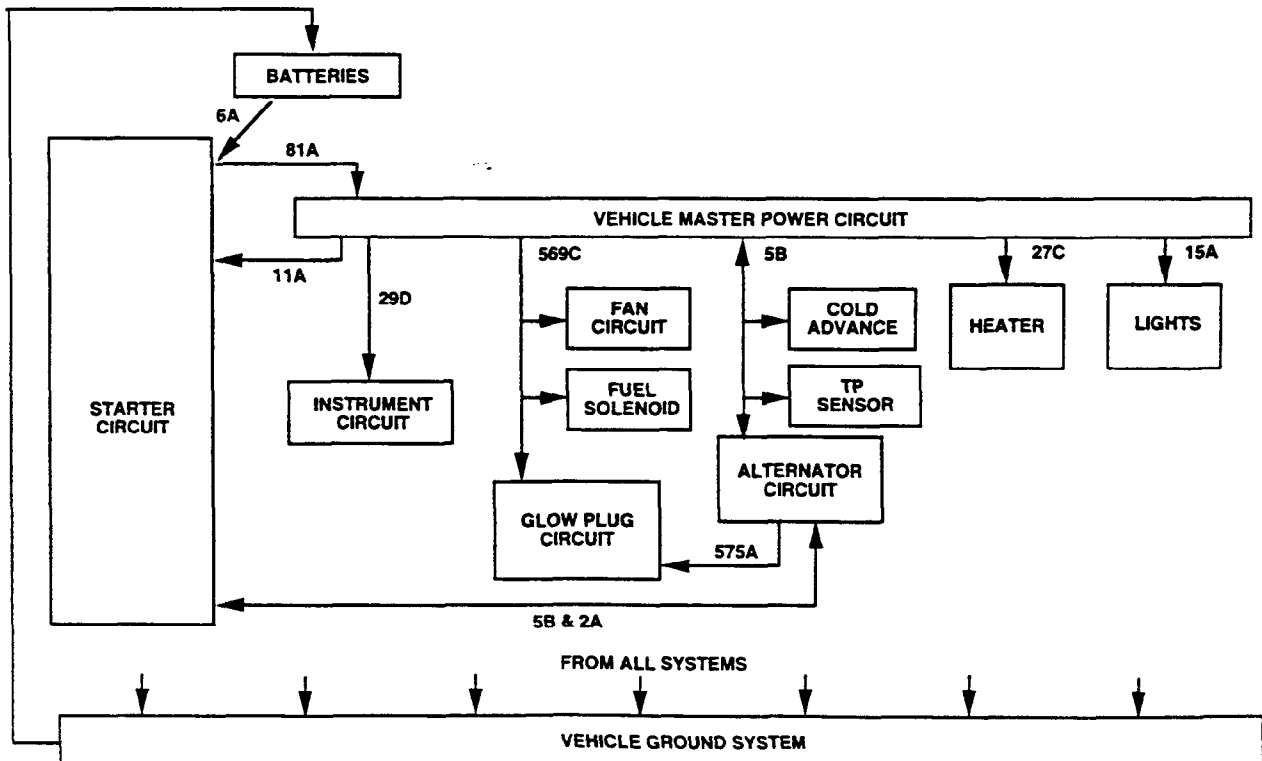 BATTERIES
6A
81A
VEHICLE MASTER POWER CIRCUIT
11A
29D
569C
5B
27C
15A
FAN
CIRCUIT
COLD
ADVANCE
HEATER
LIGHTS
STARTER
CIRCUIT
INSTRUMENT
CIRCUIT
FUEL
SOLENOID
TP
SENSOR
ALTERNATOR
CIRCUIT
GLOW PLUG
CIRCUIT
575A
5B & 2A
FROM ALL SYSTEMS
VEHICLE GROUND SYSTEM